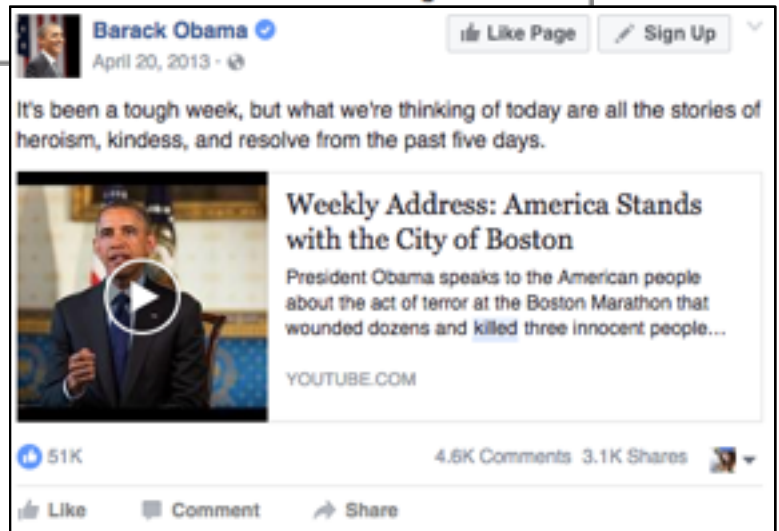 Barack Obama
Like Page
Sign Up
April 20, 2013
It's been a tough week, but what we're thinking of today are all the stories of
heroism, kindess, and resolve from the past five days.
Weekly Address: America Stands
with the City of Boston
President Obama speaks to the American people
about the act of terror at the Boston Marathon that
wounded dozens and killed three innocent people...
YOUTUBE.COM
51K
4.6K Comments 3.1K Shares
Like
Comment
Share